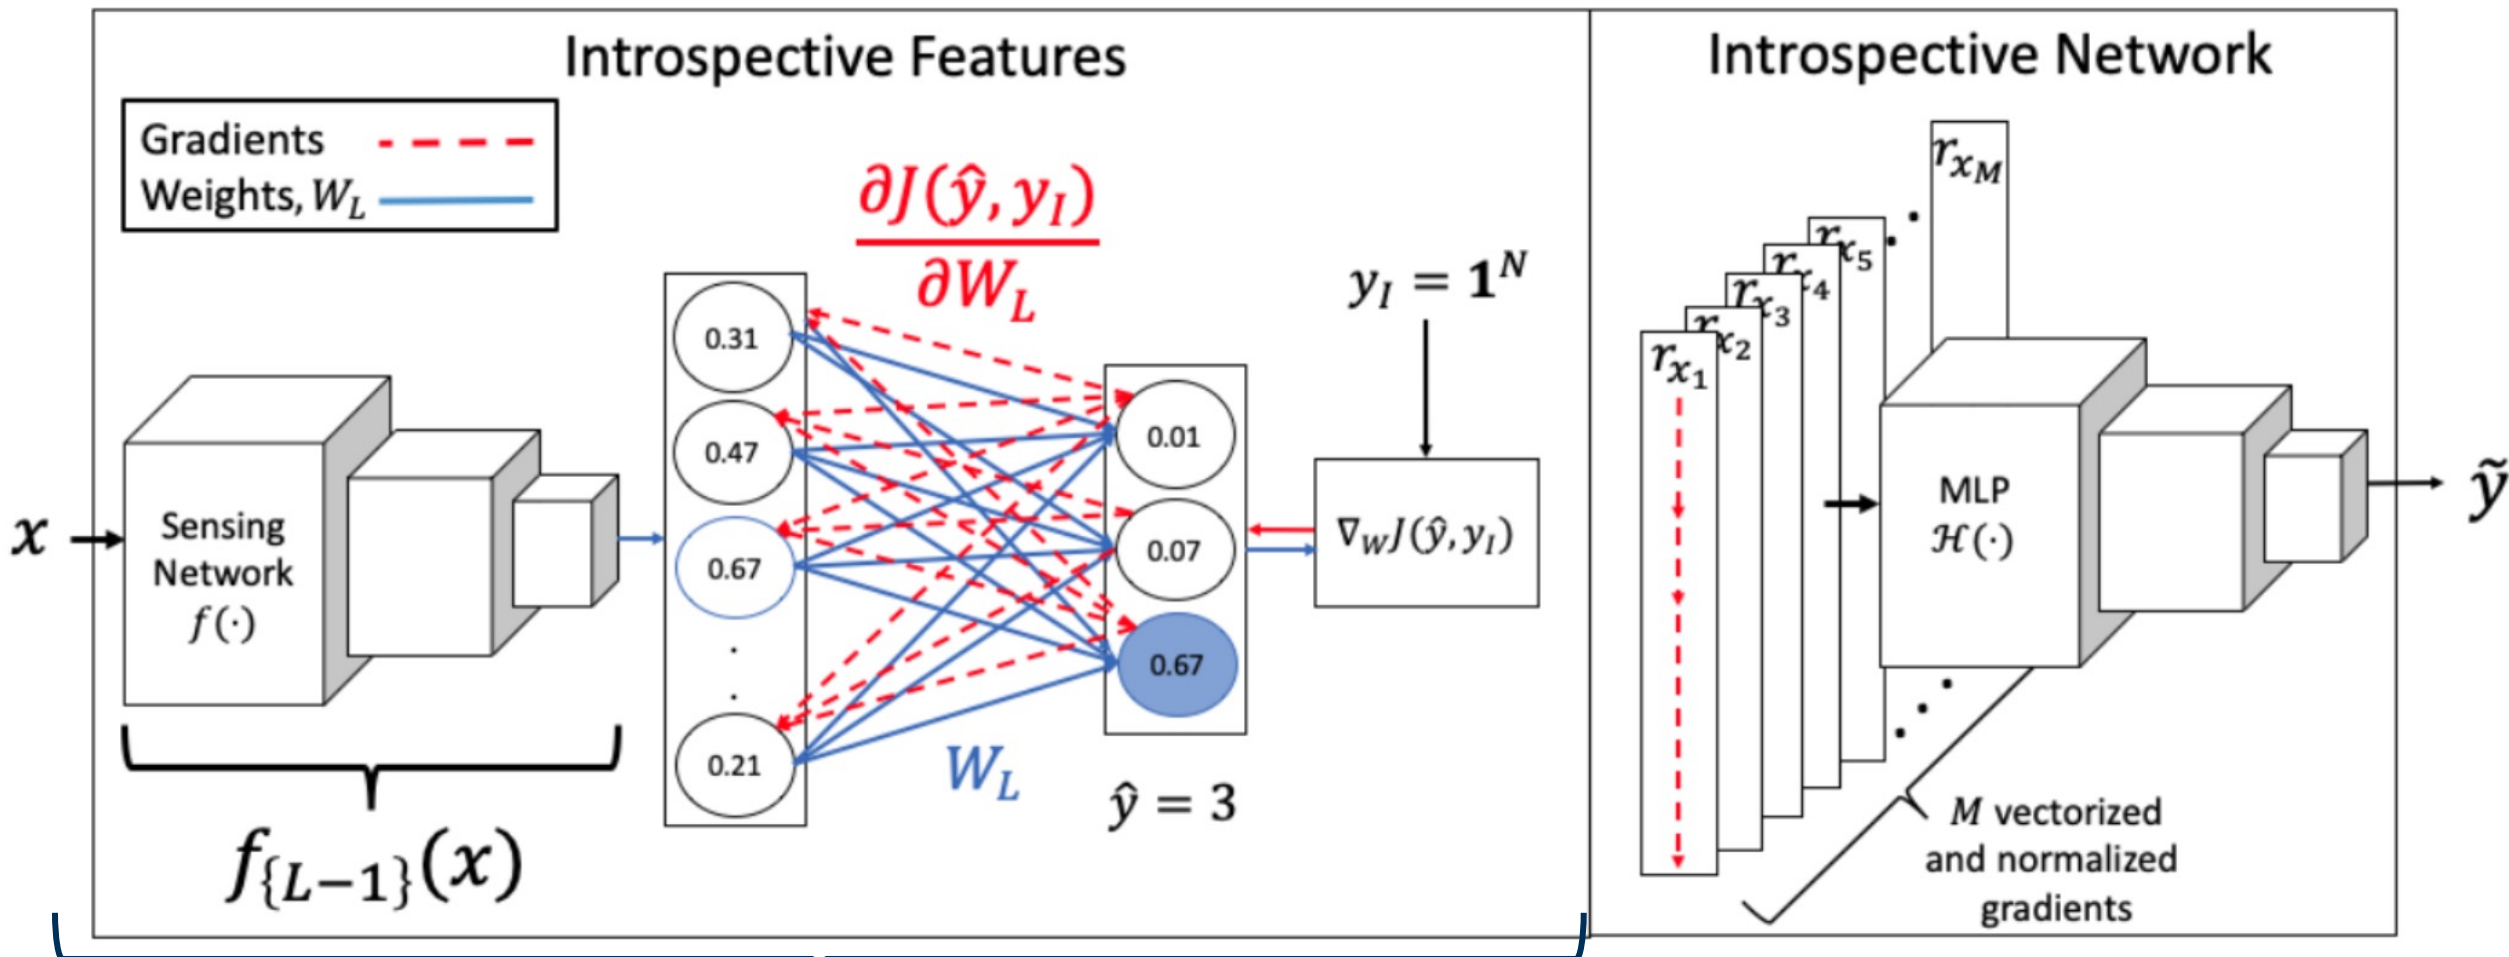 Introspective Features
Gradients
Weights, W_L
∂J(ŷ, y_I)
∂W_L
y_I = 1^N
x
Sensing
Network
f(·)
f_{L−1}(x)
0.31
0.47
0.67
.
.
0.21
W_L
0.01
0.07
0.67
ŷ = 3
∇_W J(ŷ, y_I)
Introspective Network
r_{x_1}
r_{x_2}
r_{x_3}
r_{x_4}
r_{x_5}
r_{x_M}
MLP
ℋ(·)
ỹ
M vectorized
and normalized
gradients